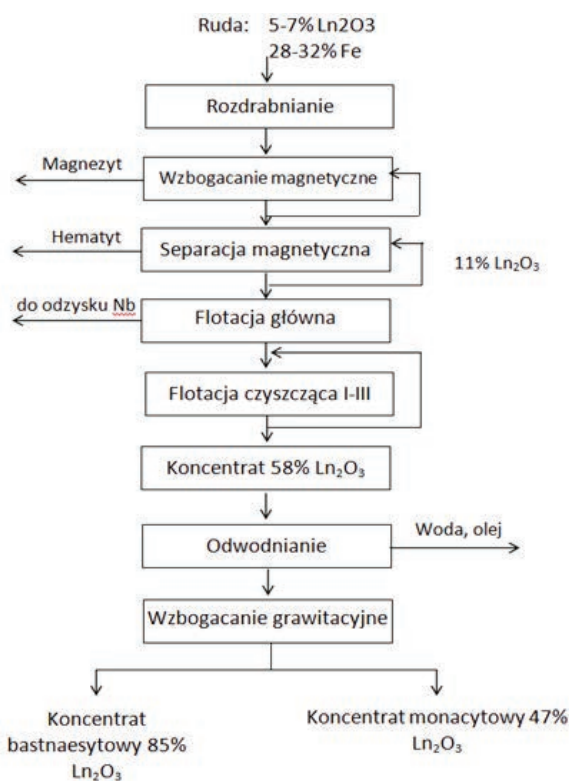 Ruda: 5-7% Ln2O3
28-32% Fe
Rozdrabnianie
Magnezyt
Wzbogacanie magnetyczne
Hematyt
Separacja magnetyczna
11% Ln₂O₃
do odzysku Nb
Flotacja główna
Flotacja czyszcząca I-III
Koncentrat 58% Ln₂O₃
Odwodnianie
Woda, olej
Wzbogacanie grawitacyjne
Koncentrat
bastnaesytowy 85%
Ln₂O₃
Koncentrat monacytowy 47%
Ln₂O₃